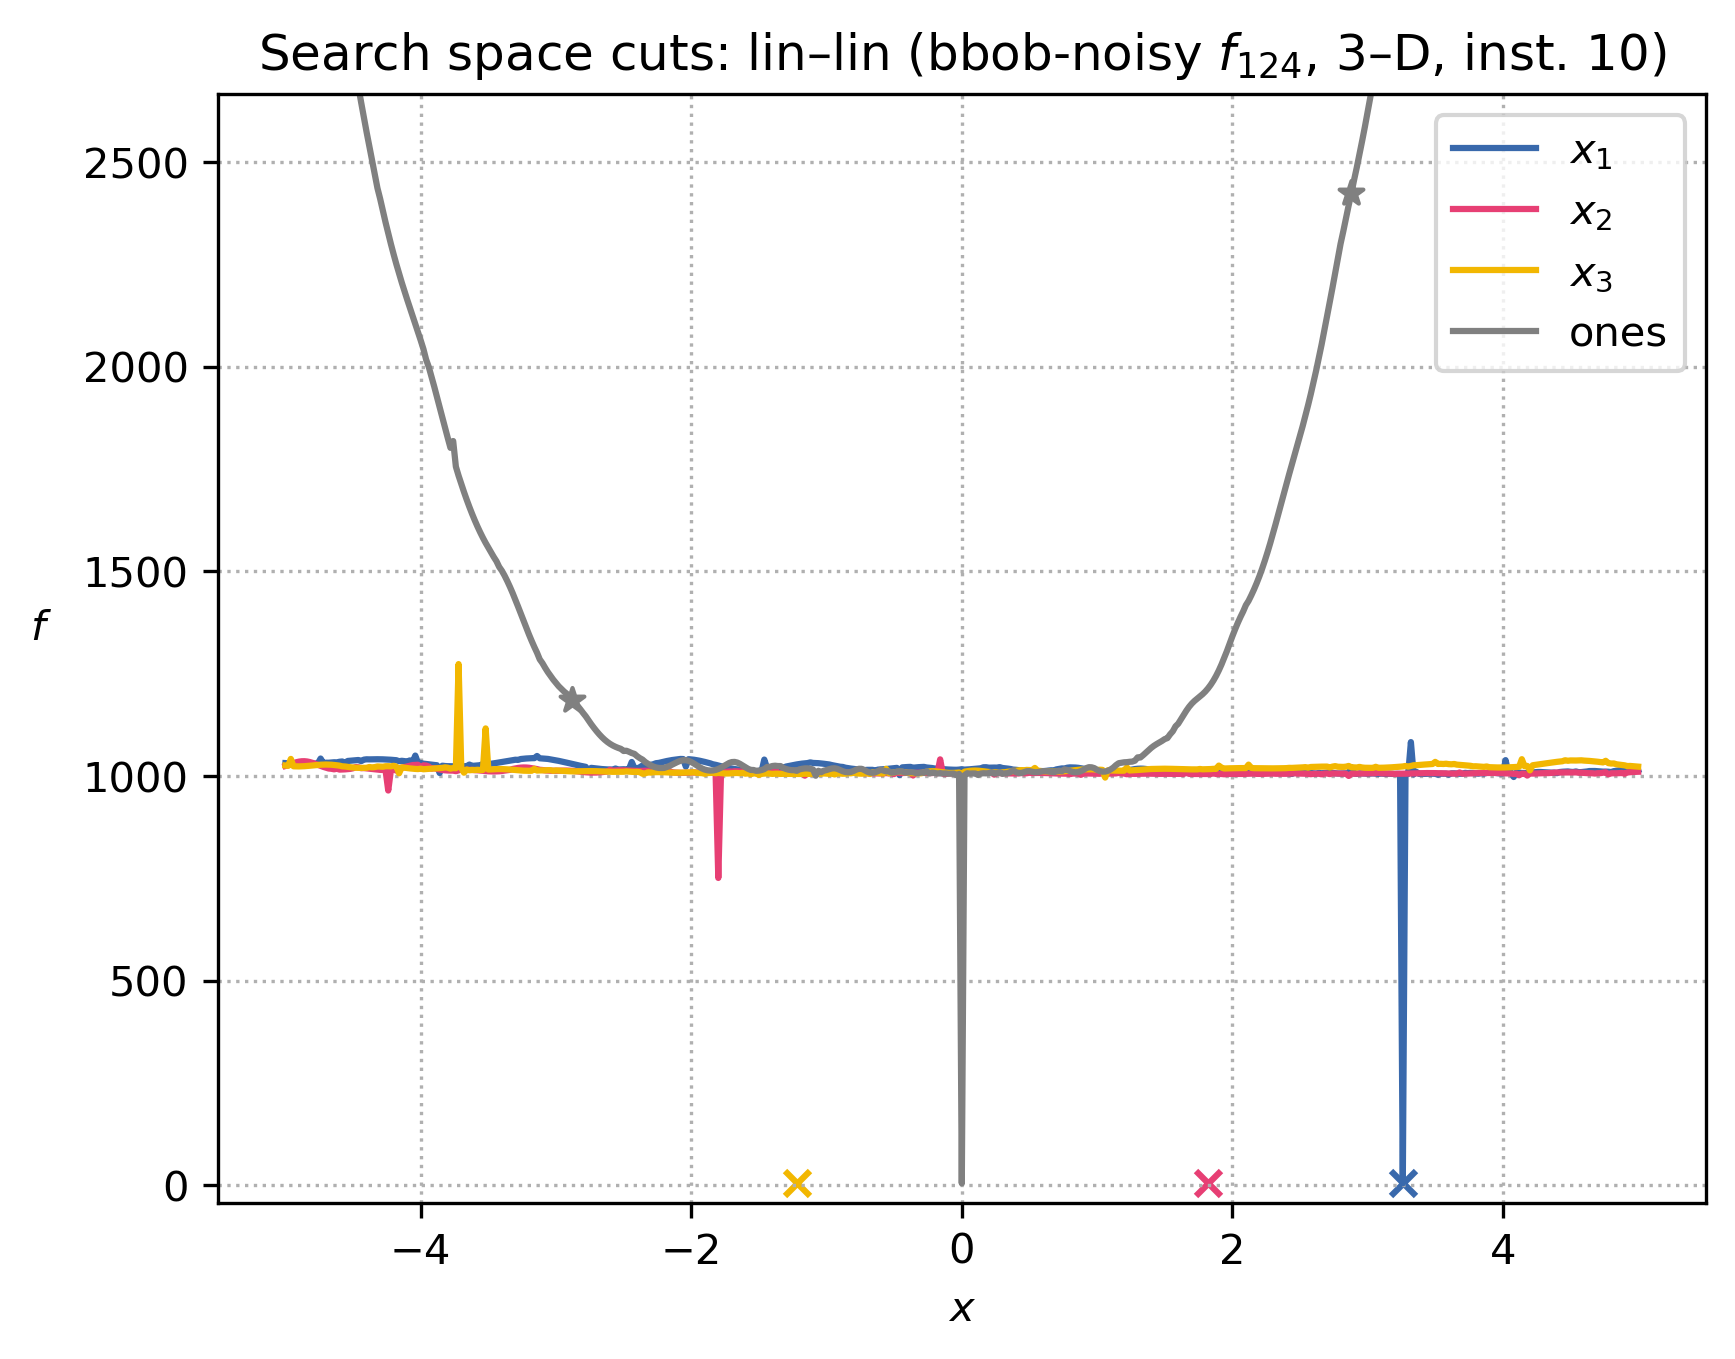 Search space cuts: lin–lin (bbob-noisy f₁₂₄, 3–D, inst. 10)
2500
2000
1500
1000
500
0
f
−4
−2
0
2
4
x
x₁
x₂
x₃
ones